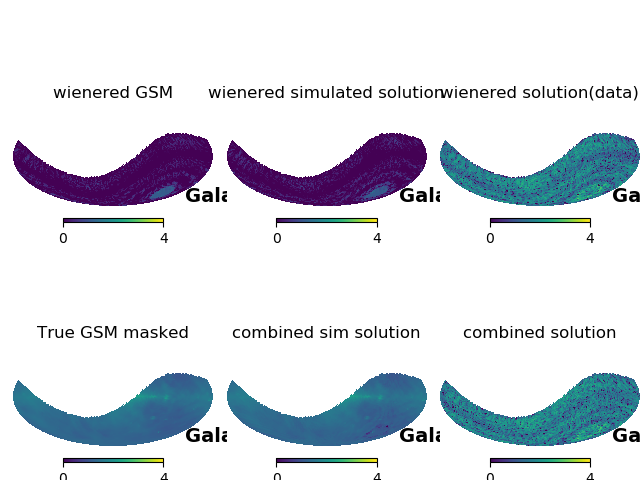 wienered GSM
wienered simulated solution
wienered solution(data)
Gala
Gala
Ga
0 4
0 4
0 4
True GSM masked
combined sim solution
combined solution
Gala
Gala
Ga
0 4
0 4
0 4